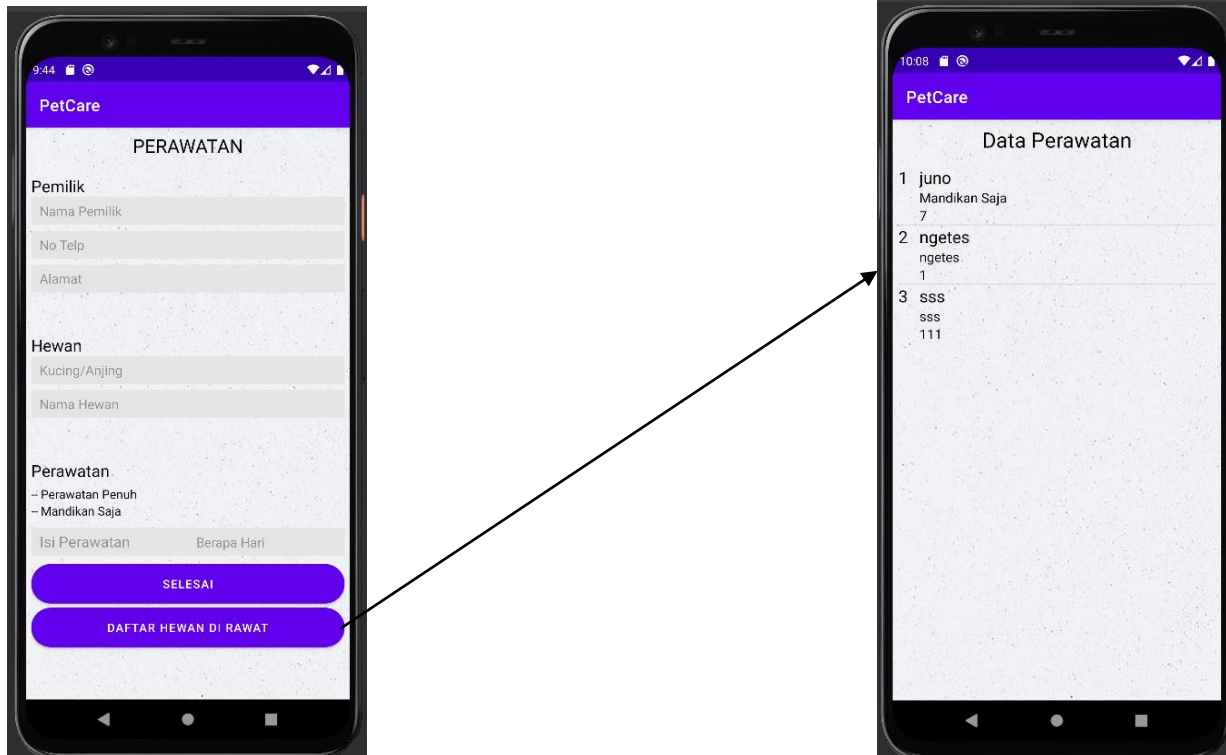 9:44
PetCare
PERAWATAN
Pemilik
Nama Pemilik
No Telp
Alamat
Hewan
Kucing/Anjing
Nama Hewan
Perawatan
-- Perawatan Penuh
-- Mandikan Saja
Isi Perawatan Berapa Hari
SELESAI
DAFTAR HEWAN DI RAWAT
10:08
PetCare
Data Perawatan
1 juno
Mandikan Saja
7
2 ngetes
ngetes
1
3 sss
sss
111